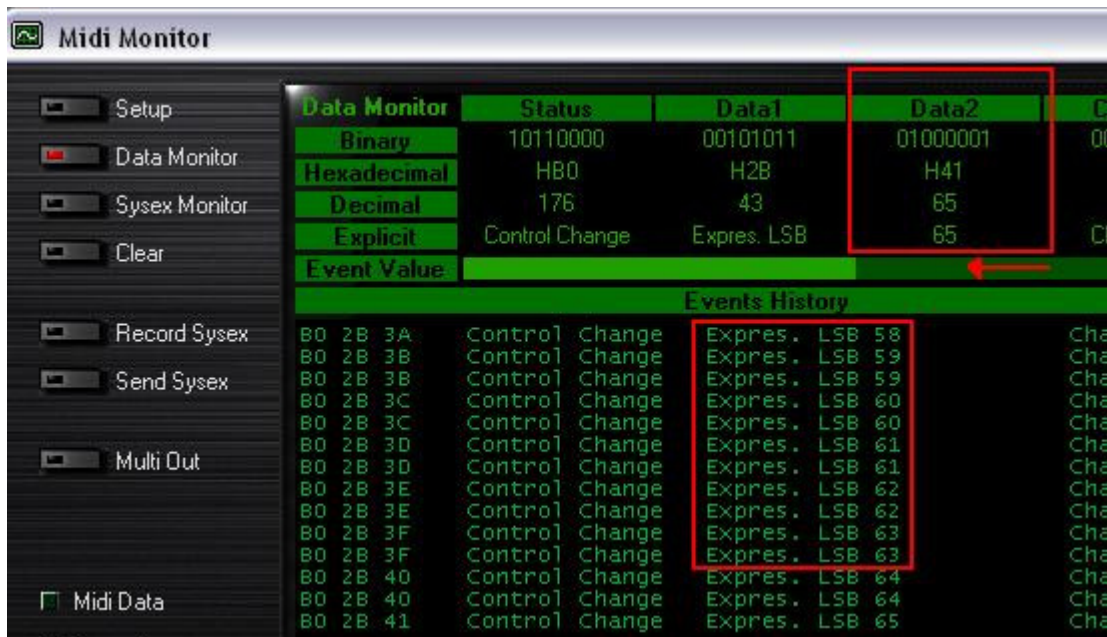 Midi Monitor
Setup
Data Monitor
Sysex Monitor
Clear
Record Sysex
Send Sysex
Multi Out
Midi Data
Data Monitor Status Data1 Data2
Binary 10110000 00101011 01000001
Hexadecimal HB0 H2B H41
Decimal 176 43 65
Explicit Control Change Expres. LSB 65
Event Value
Events History
B0 2B 3A Control Change Expres. LSB 58
B0 2B 3B Control Change Expres. LSB 59
B0 2B 3B Control Change Expres. LSB 59
B0 2B 3C Control Change Expres. LSB 60
B0 2B 3C Control Change Expres. LSB 60
B0 2B 3D Control Change Expres. LSB 61
B0 2B 3D Control Change Expres. LSB 61
B0 2B 3E Control Change Expres. LSB 62
B0 2B 3E Control Change Expres. LSB 62
B0 2B 3F Control Change Expres. LSB 63
B0 2B 3F Control Change Expres. LSB 63
B0 2B 40 Control Change Expres. LSB 64
B0 2B 40 Control Change Expres. LSB 64
B0 2B 41 Control Change Expres. LSB 65